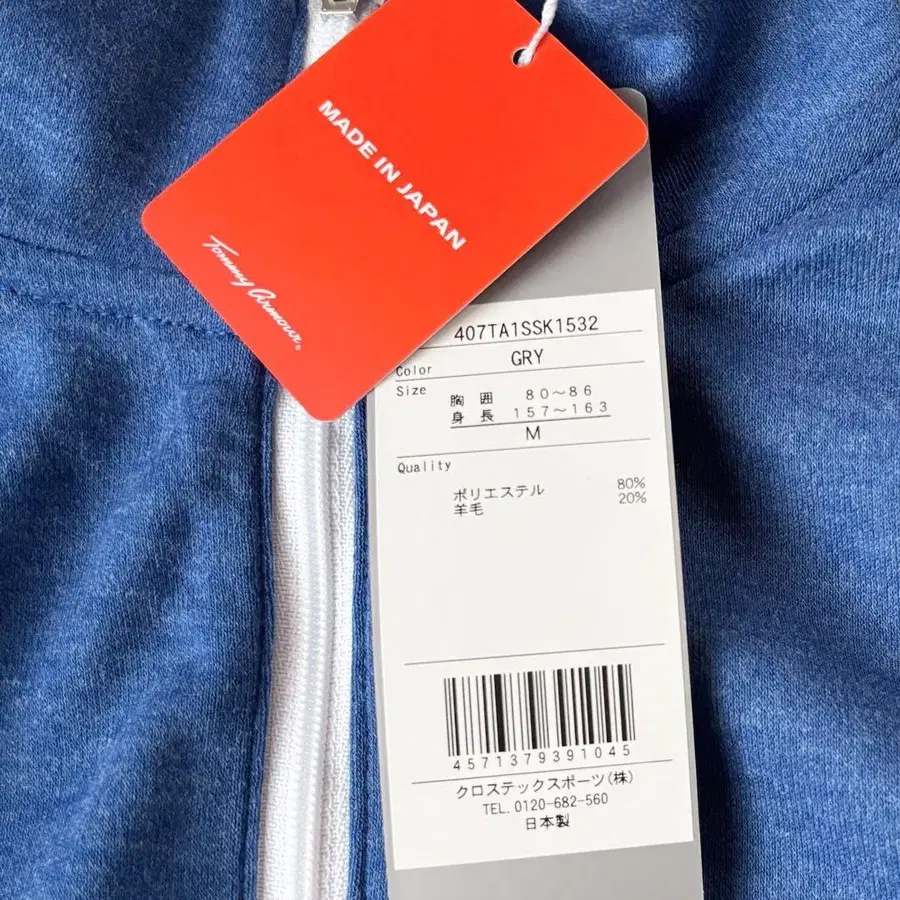 MADE IN JAPAN
Tommy Armour®
407TA1SSK1532
Color GRY
Size 胸囲 80〜86
身長 157〜163
M
Quality
ポリエステル 80%
羊毛 20%
4571379391045
クロステックスポーツ(株)
TEL.0120-682-560
日本製